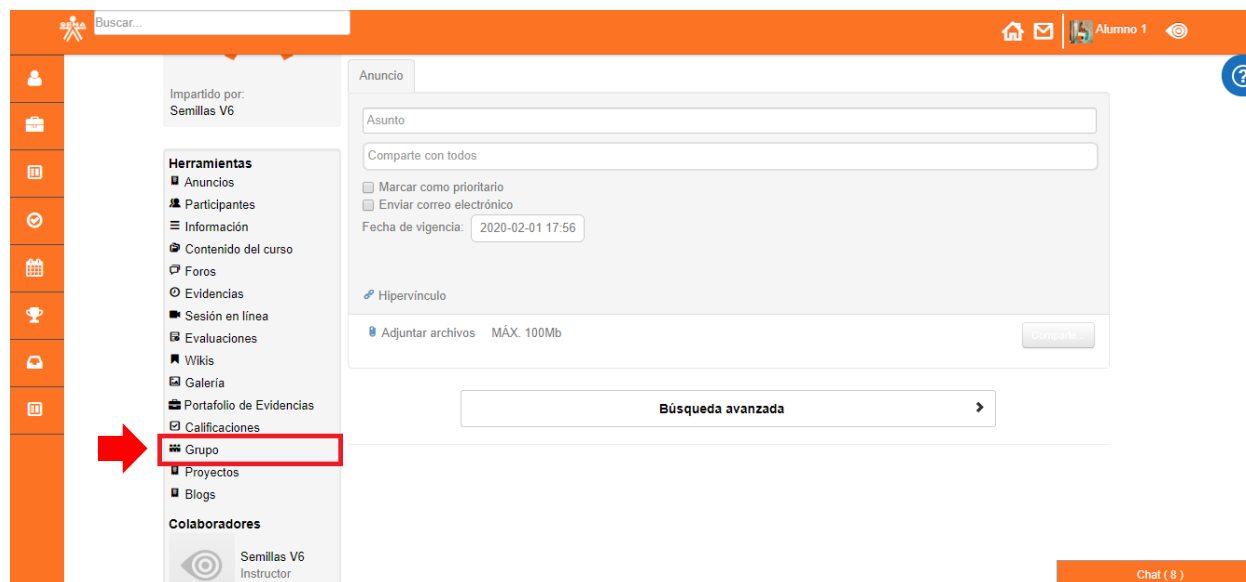 SENA
Buscar...
Alumno 1
Impartido por:
Semillas V6
Herramientas
Anuncios
Participantes
Información
Contenido del curso
Foros
Evidencias
Sesión en línea
Evaluaciones
Wikis
Galería
Portafolio de Evidencias
Calificaciones
Grupo
Proyectos
Blogs
Colaboradores
Semillas V6
Instructor
Anuncio
Asunto
Comparte con todos
Marcar como prioritario
Enviar correo electrónico
Fecha de vigencia: 2020-02-01 17:56
Hipervínculo
Adjuntar archivos MÁX. 100Mb
Búsqueda avanzada
Chat ( 8 )